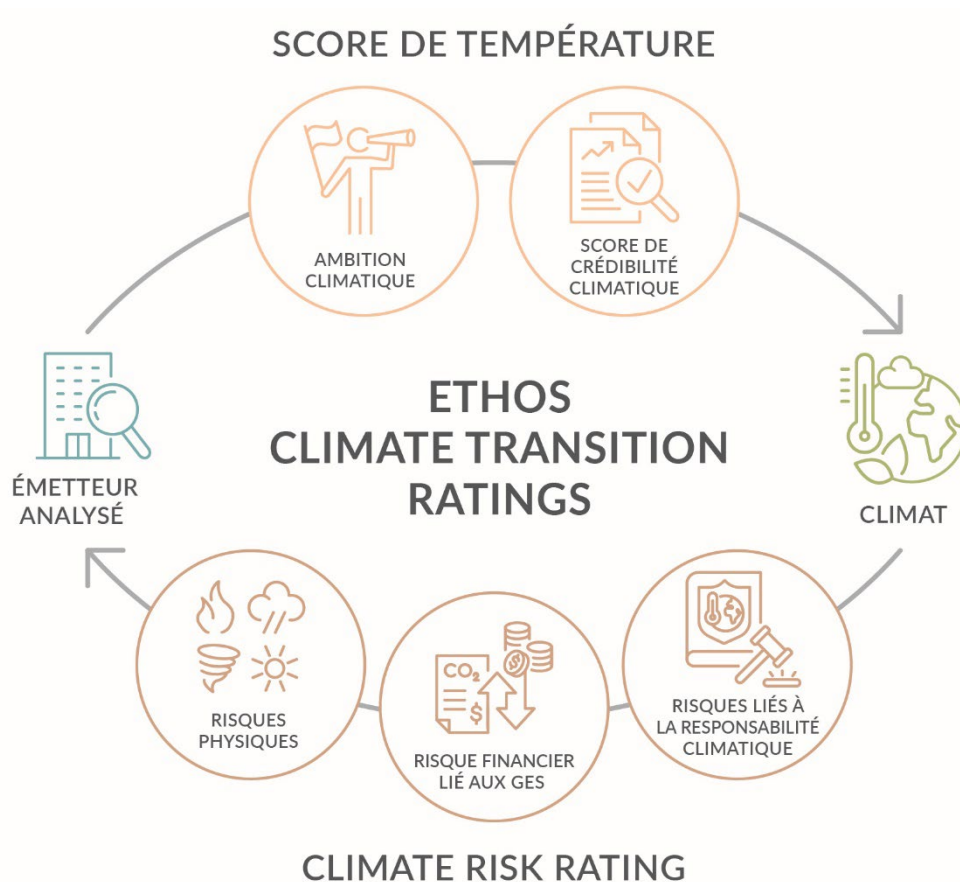 SCORE DE TEMPÉRATURE
AMBITION
CLIMATIQUE
SCORE DE
CRÉDIBILITÉ
CLIMATIQUE
ÉMETTEUR
ANALYSÉ
ETHOS
CLIMATE TRANSITION
RATINGS
CLIMAT
RISQUES
PHYSIQUES
CO₂
$
$
RISQUE FINANCIER
LIÉ AUX GES
RISQUES LIÉS À
LA RESPONSABILITÉ
CLIMATIQUE
CLIMATE RISK RATING